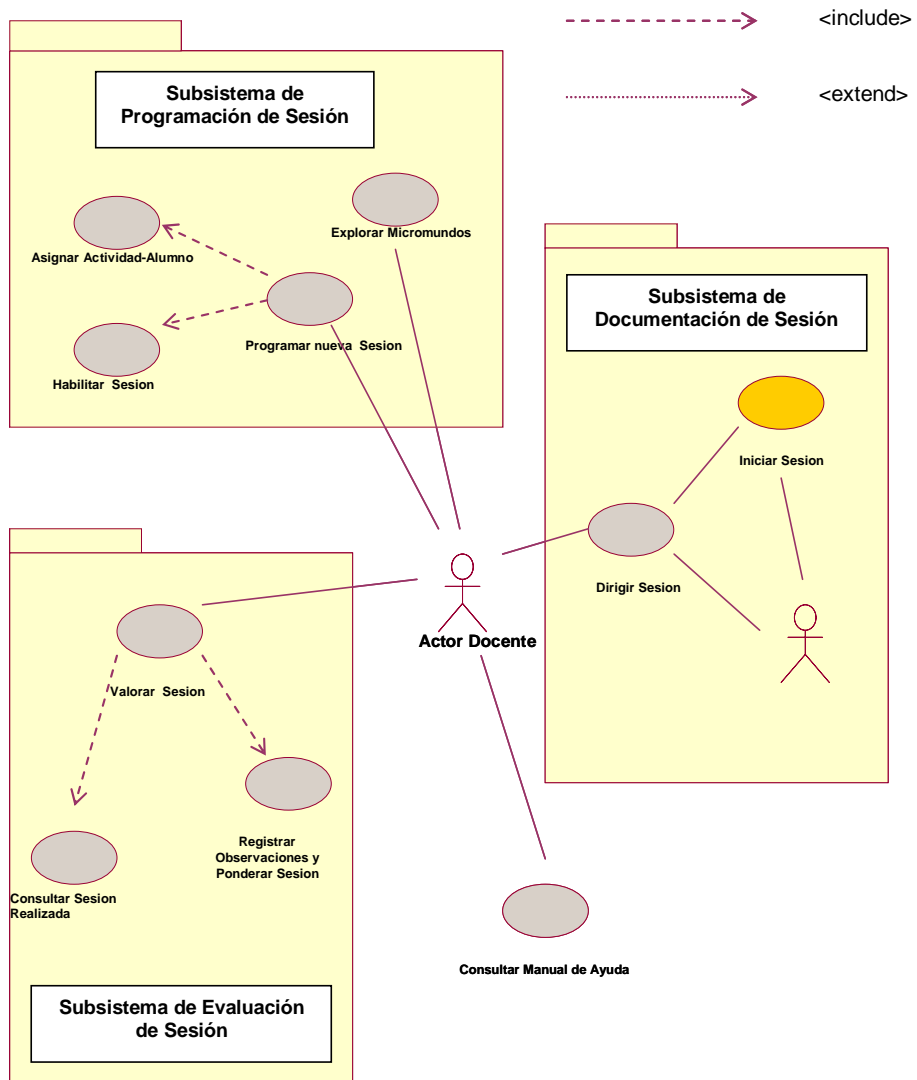 <include>
<extend>
Subsistema de
Programación de Sesión
Explorar Micromundos
Asignar Actividad-Alumno
Programar nueva Sesion
Habilitar Sesion
Subsistema de
Documentación de Sesión
Iniciar Sesion
Dirigir Sesion
Actor Docente
Valorar Sesion
Registrar
Observaciones y
Ponderar Sesion
Consultar Sesion
Realizada
Consultar Manual de Ayuda
Subsistema de Evaluación
de Sesión